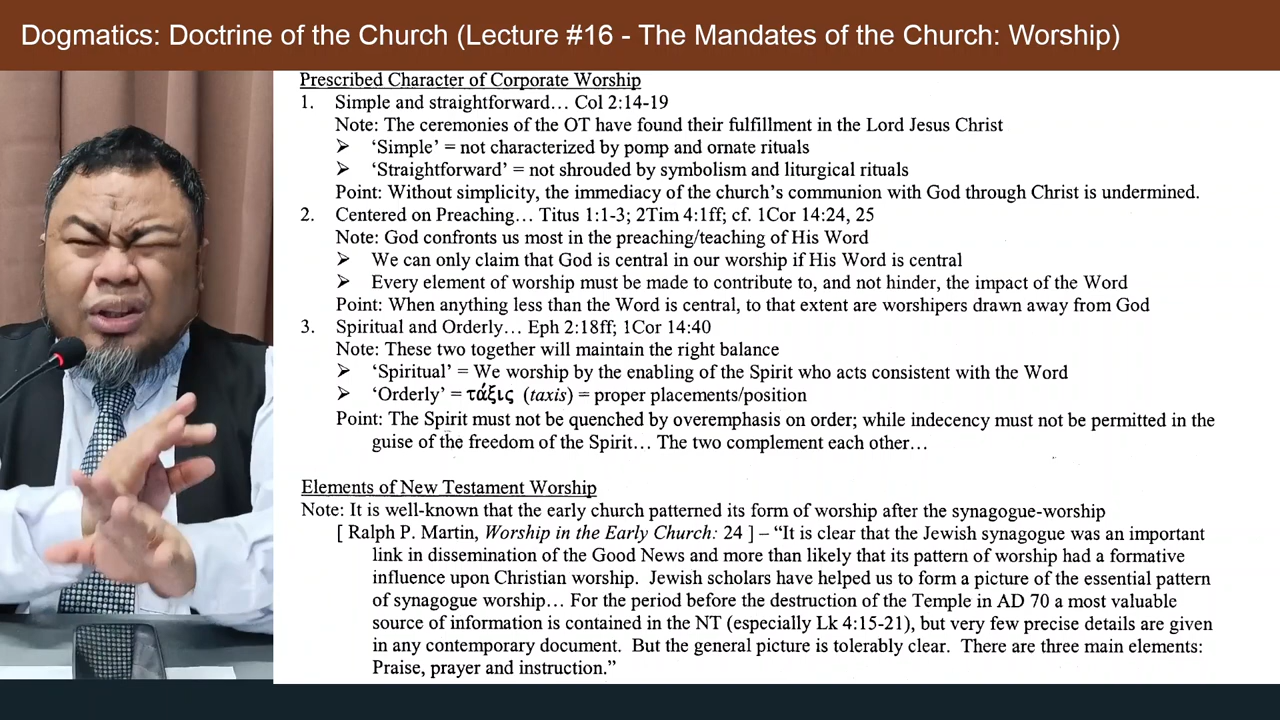 Dogmatics: Doctrine of the Church (Lecture #16 - The Mandates of the Church: Worship)
Prescribed Character of Corporate Worship
1. Simple and straightforward… Col 2:14-19
Note: The ceremonies of the OT have found their fulfillment in the Lord Jesus Christ
➢ ‘Simple’ = not characterized by pomp and ornate rituals
➢ ‘Straightforward’ = not shrouded by symbolism and liturgical rituals
Point: Without simplicity, the immediacy of the church’s communion with God through Christ is undermined.
2. Centered on Preaching… Titus 1:1-3; 2Tim 4:1ff; cf. 1Cor 14:24, 25
Note: God confronts us most in the preaching/teaching of His Word
➢ We can only claim that God is central in our worship if His Word is central
➢ Every element of worship must be made to contribute to, and not hinder, the impact of the Word
Point: When anything less than the Word is central, to that extent are worshipers drawn away from God
3. Spiritual and Orderly… Eph 2:18ff; 1Cor 14:40
Note: These two together will maintain the right balance
➢ ‘Spiritual’ = We worship by the enabling of the Spirit who acts consistent with the Word
➢ ‘Orderly’ = τάξις (taxis) = proper placements/position
Point: The Spirit must not be quenched by overemphasis on order; while indecency must not be permitted in the
guise of the freedom of the Spirit… The two complement each other…
Elements of New Testament Worship
Note: It is well-known that the early church patterned its form of worship after the synagogue-worship
[ Ralph P. Martin, Worship in the Early Church: 24 ] – “It is clear that the Jewish synagogue was an important
link in dissemination of the Good News and more than likely that its pattern of worship had a formative
influence upon Christian worship. Jewish scholars have helped us to form a picture of the essential pattern
of synagogue worship… For the period before the destruction of the Temple in AD 70 a most valuable
source of information is contained in the NT (especially Lk 4:15-21), but very few precise details are given
in any contemporary document. But the general picture is tolerably clear. There are three main elements:
Praise, prayer and instruction.”